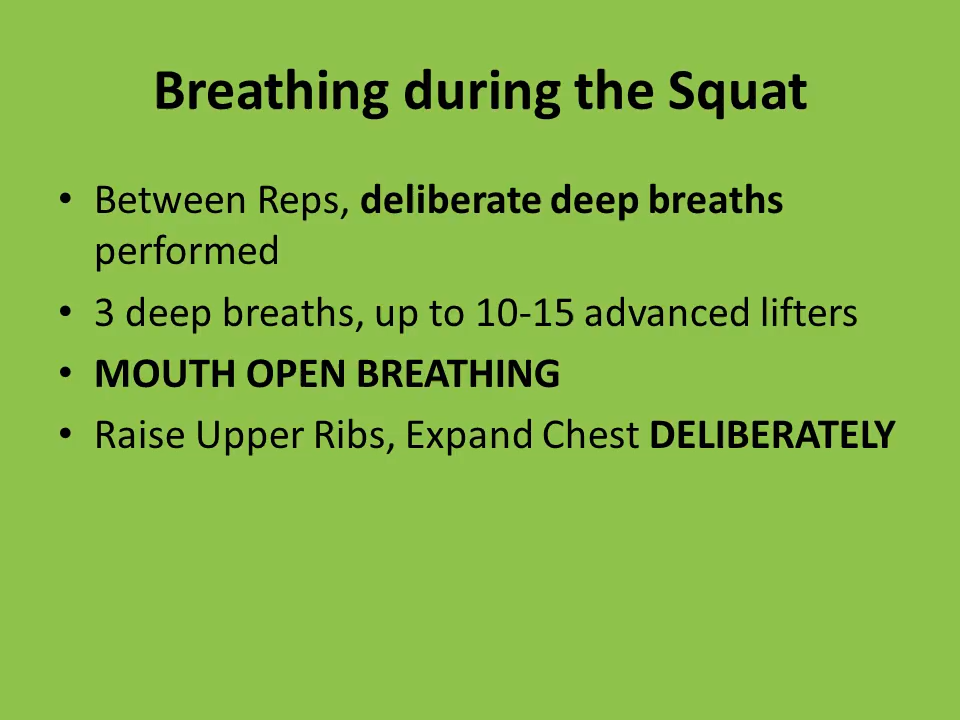 Breathing during the Squat
• Between Reps, deliberate deep breaths
performed
• 3 deep breaths, up to 10-15 advanced lifters
• MOUTH OPEN BREATHING
• Raise Upper Ribs, Expand Chest DELIBERATELY